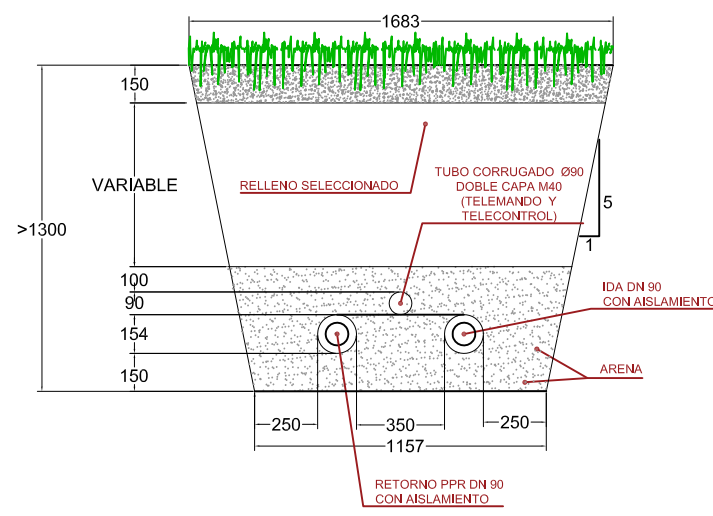 1683
150
VARIABLE
>1300
RELLENO SELECCIONADO
TUBO CORRUGADO Ø90
DOBLE CAPA M40
(TELEMANDO Y
TELECONTROL)
5
1
100
90
154
150
IDA DN 90
CON AISLAMIENTO
ARENA
250
350
250
1157
RETORNO PPR DN 90
CON AISLAMIENTO